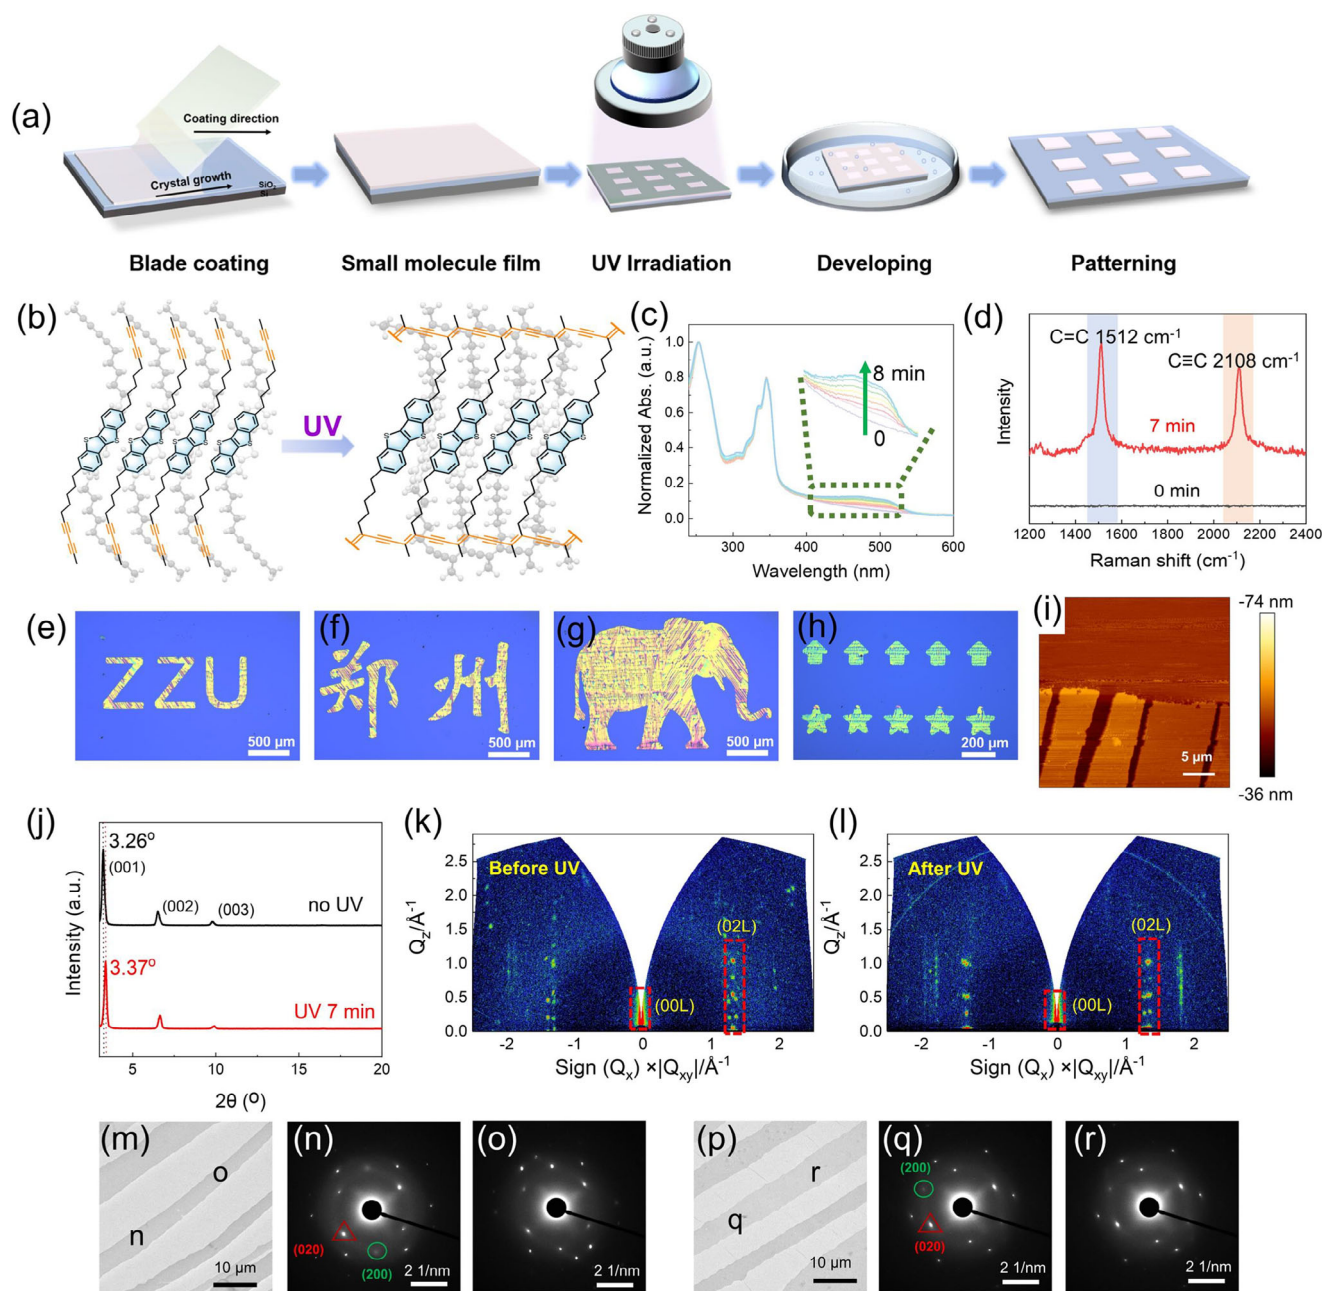 (a)
Coating direction
Crystal growth
SiO₂
Si
Blade coating
Small molecule film
UV Irradiation
Developing
Patterning
(b)
S
S
S
S
S
S
S
S
UV
S
S
S
S
S
S
S
S
(c)
Normalized Abs. (a.u.)
1.0
0.8
0.6
0.4
0.2
0.0
8 min
0
300
400
500
600
Wavelength (nm)
(d)
Intensity
C=C 1512 cm⁻¹
C≡C 2108 cm⁻¹
7 min
0 min
1200 1400 1600 1800 2000 2200 2400
Raman shift (cm⁻¹)
(e)
ZZU
500 μm
(f)
郑州
500 μm
(g)
500 μm
(h)
200 μm
(i)
5 μm
-74 nm
-36 nm
(j)
Intensity (a.u.)
3.26°
(001)
(002)
(003)
no UV
3.37°
UV 7 min
5
10
15
20
2θ (°)
(k)
Before UV
(02L)
(00L)
Q_z/Å⁻¹
2.5
2.0
1.5
1.0
0.5
0.0
-2
-1
0
1
2
Sign (Qₓ) ×|Q_xy|/Å⁻¹
(l)
After UV
(02L)
(00L)
Q_z/Å⁻¹
2.5
2.0
1.5
1.0
0.5
0.0
-2
-1
0
1
2
Sign (Qₓ) ×|Q_xy|/Å⁻¹
(m)
o
n
10 μm
(n)
(020)
(200)
2 1/nm
(o)
2 1/nm
(p)
r
q
10 μm
(q)
(200)
(020)
2 1/nm
(r)
2 1/nm